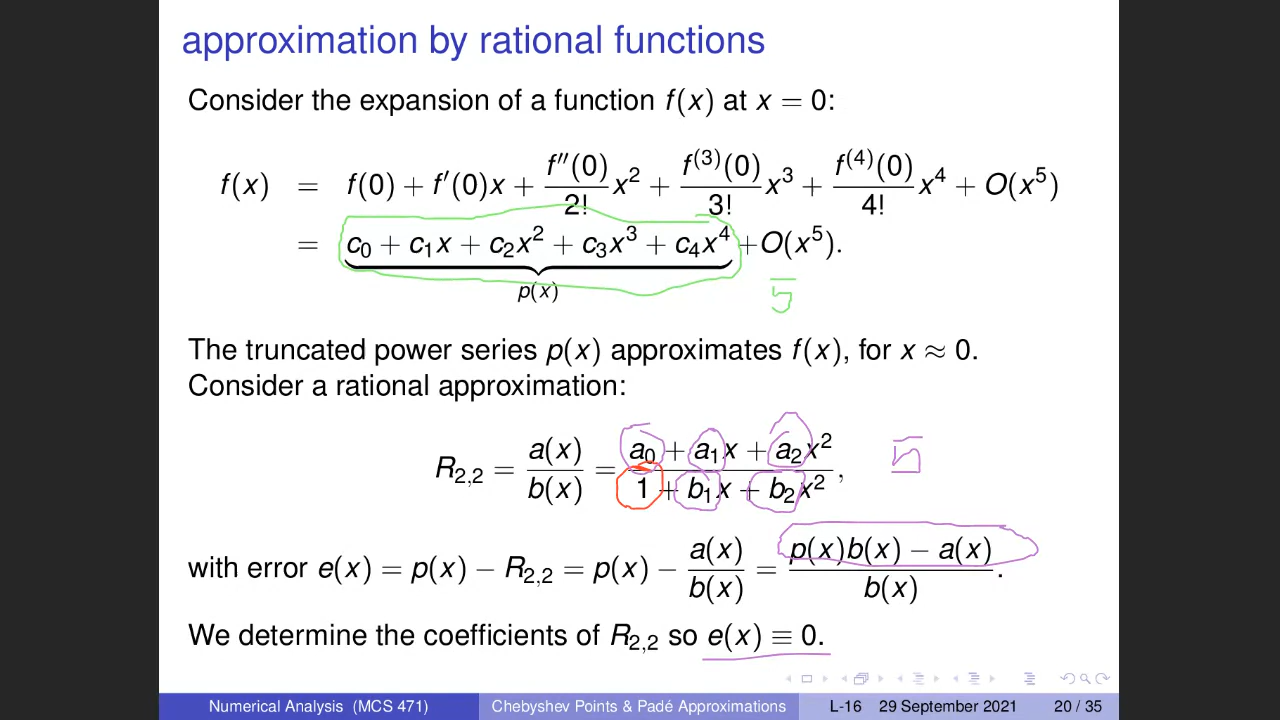 approximation by rational functions
Consider the expansion of a function f(x) at x = 0:
f(x) = f(0) + f′(0)x + f″(0)/2! x² + f⁽³⁾(0)/3! x³ + f⁽⁴⁾(0)/4! x⁴ + O(x⁵)
= c₀ + c₁x + c₂x² + c₃x³ + c₄x⁴ + O(x⁵).
p(x)
5
The truncated power series p(x) approximates f(x), for x ≈ 0.
Consider a rational approximation:
R₂,₂ = a(x)/b(x) = (a₀ + a₁x + a₂x²)/(1 + b₁x + b₂x²), 5
with error e(x) = p(x) − R₂,₂ = p(x) − a(x)/b(x) = (p(x)b(x) − a(x))/b(x).
We determine the coefficients of R₂,₂ so e(x) ≡ 0.
Numerical Analysis (MCS 471) Chebyshev Points & Padé Approximations L-16 29 September 2021 20 / 35